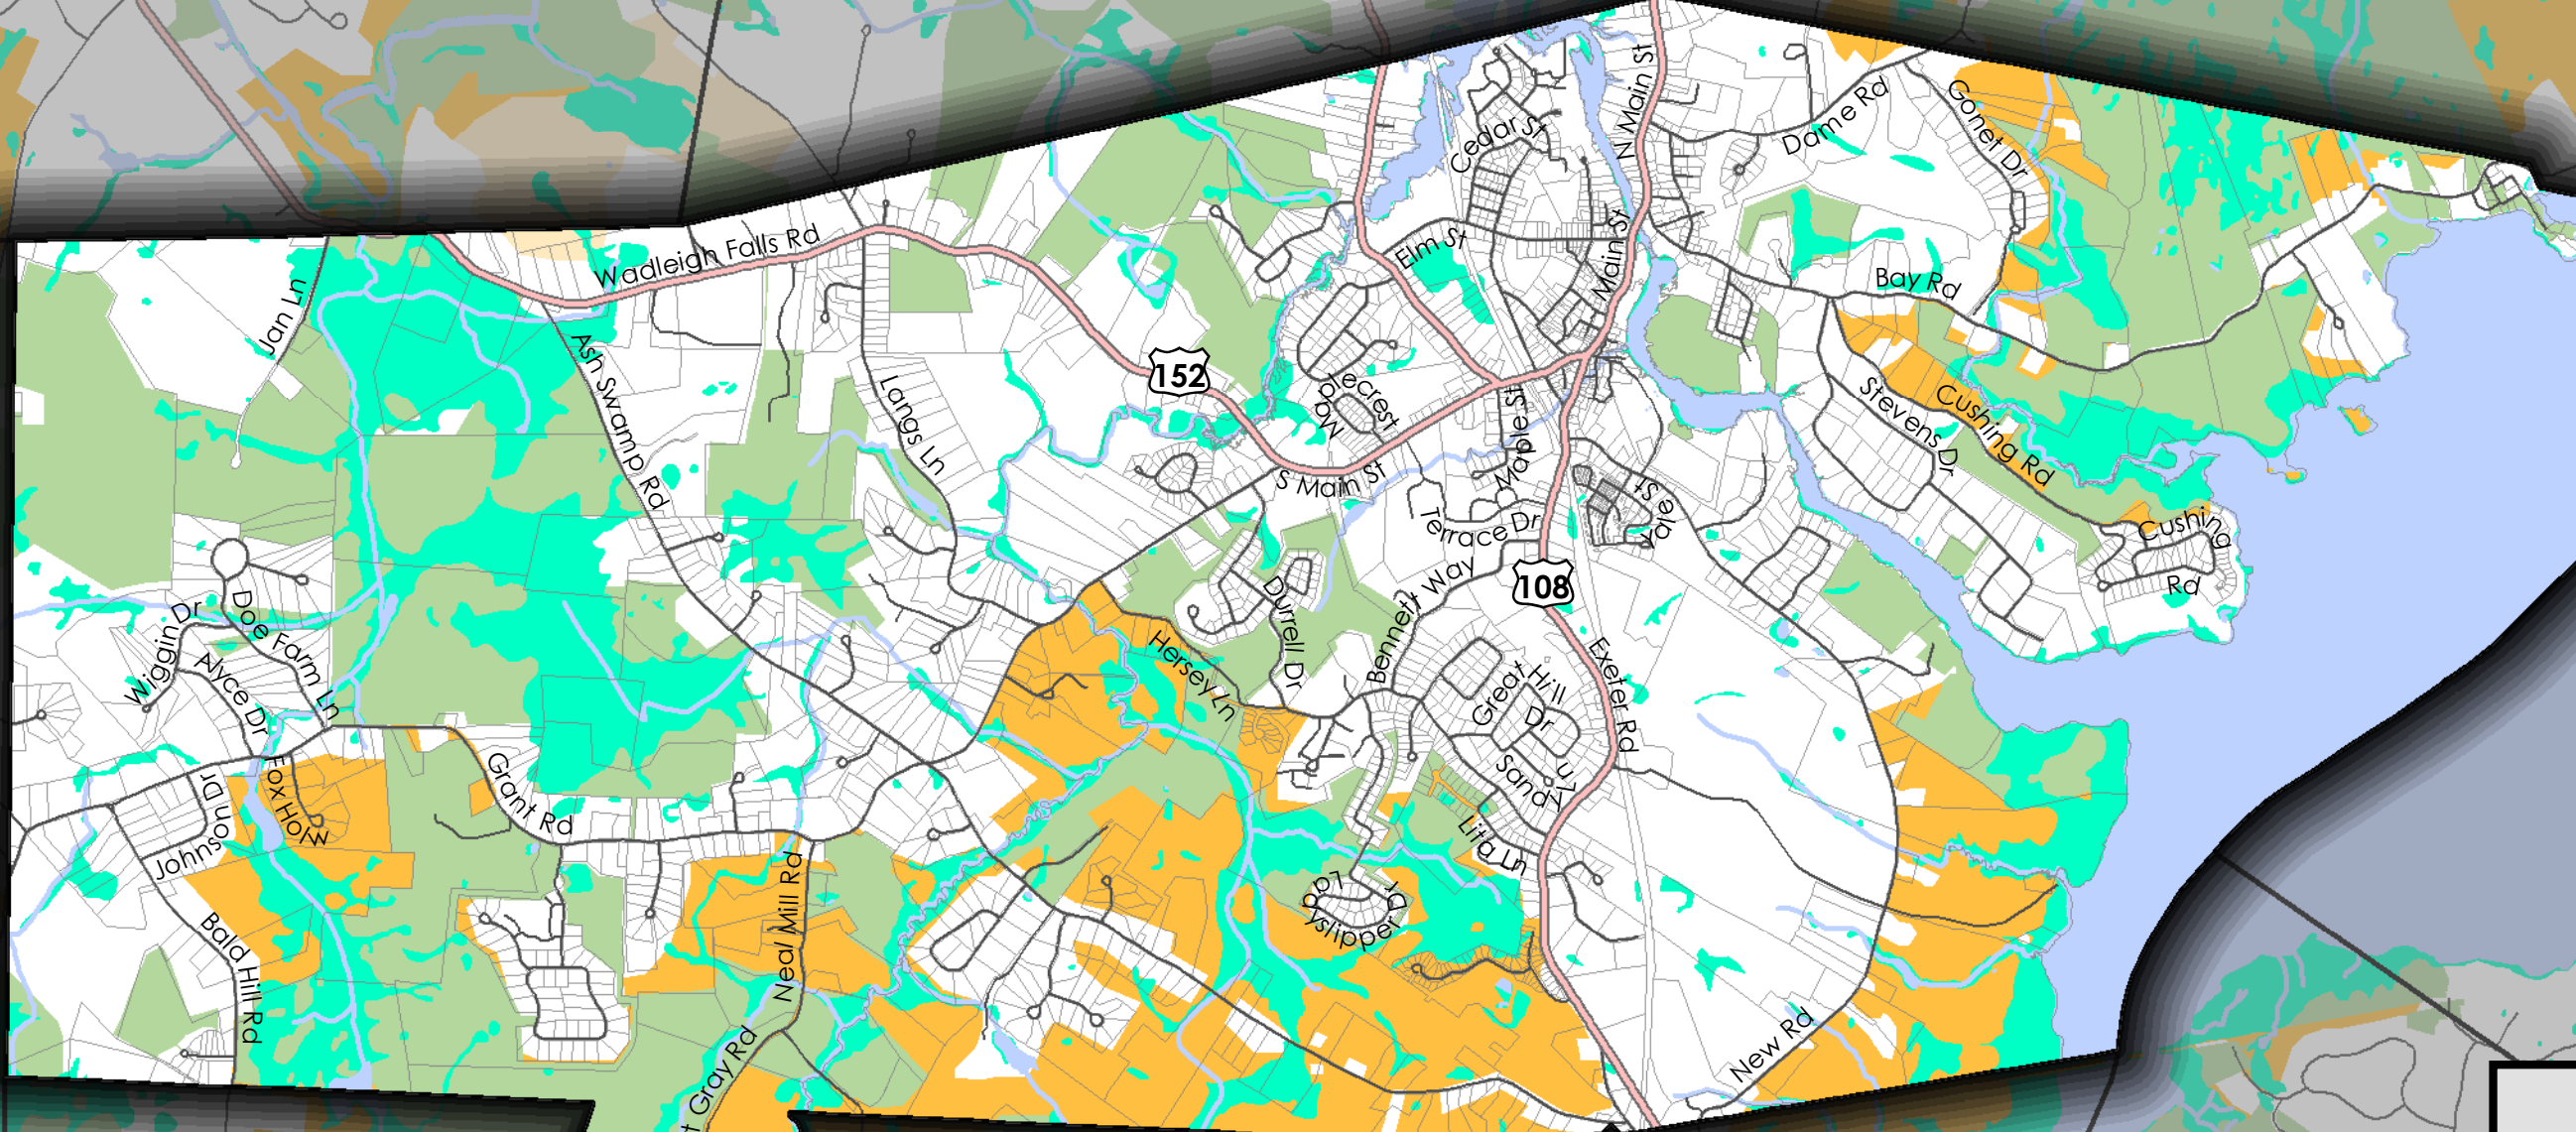 N Main St
Dame Rd
Gonet Dr
Cedar St
Wadleigh Falls Rd
Elm St
Main St
Bay Rd
Jan Ln
Ash Swamp Rd
Langs Ln
152
Maplecrest
S Main St
Maple St
Stevens Dr
Cushing Rd
Terrace Dr
Yale St
Cushing Rd
108
Wiggin Dr
Doe Farm Ln
Alyce Dr
Hersey Ln
Durrell Dr
Bennett Way
Great Hill Dr
Exeter Rd
Fox Holw
Johnson Dr
Grant Rd
Sandy Ln
Lita Ln
Ladyslipper Dr
Neal Mill Rd
Bald Hill Rd
t Gray Rd
New Rd